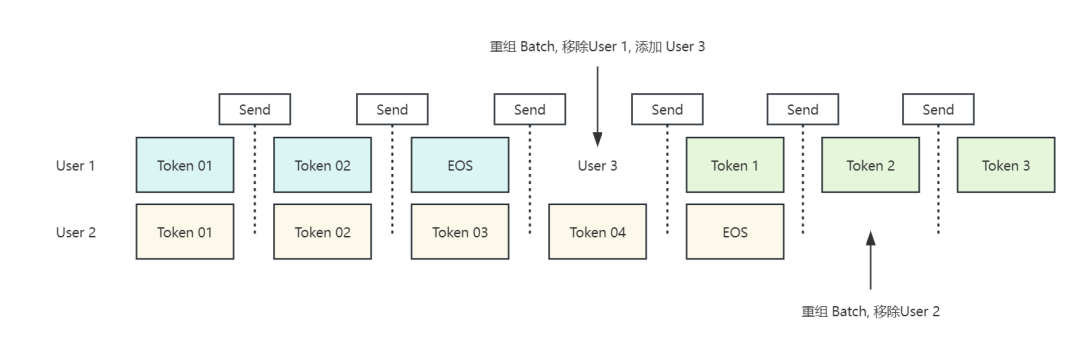 重组 Batch, 移除User 1, 添加 User 3
Send Send Send Send Send Send
User 1 Token 01 Token 02 EOS User 3 Token 1 Token 2 Token 3
User 2 Token 01 Token 02 Token 03 Token 04 EOS
重组 Batch, 移除User 2